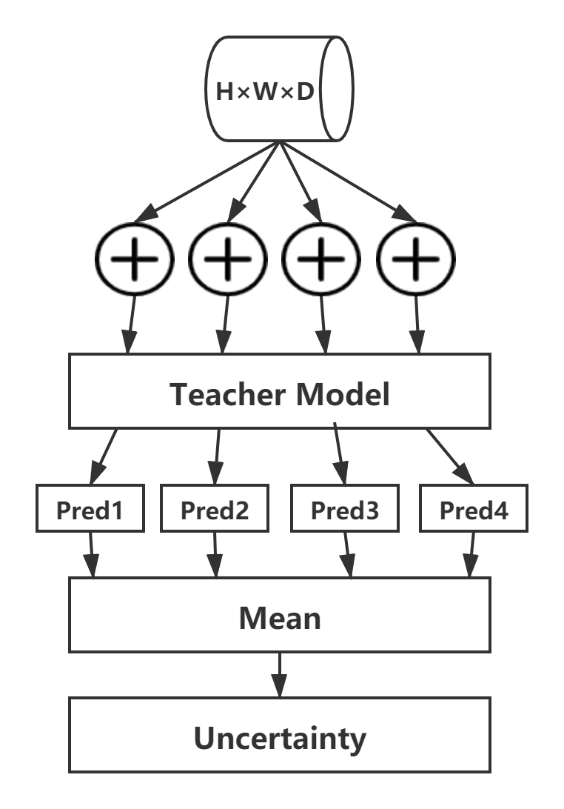 H×W×D
Teacher Model
Pred1
Pred2
Pred3
Pred4
Mean
Uncertainty